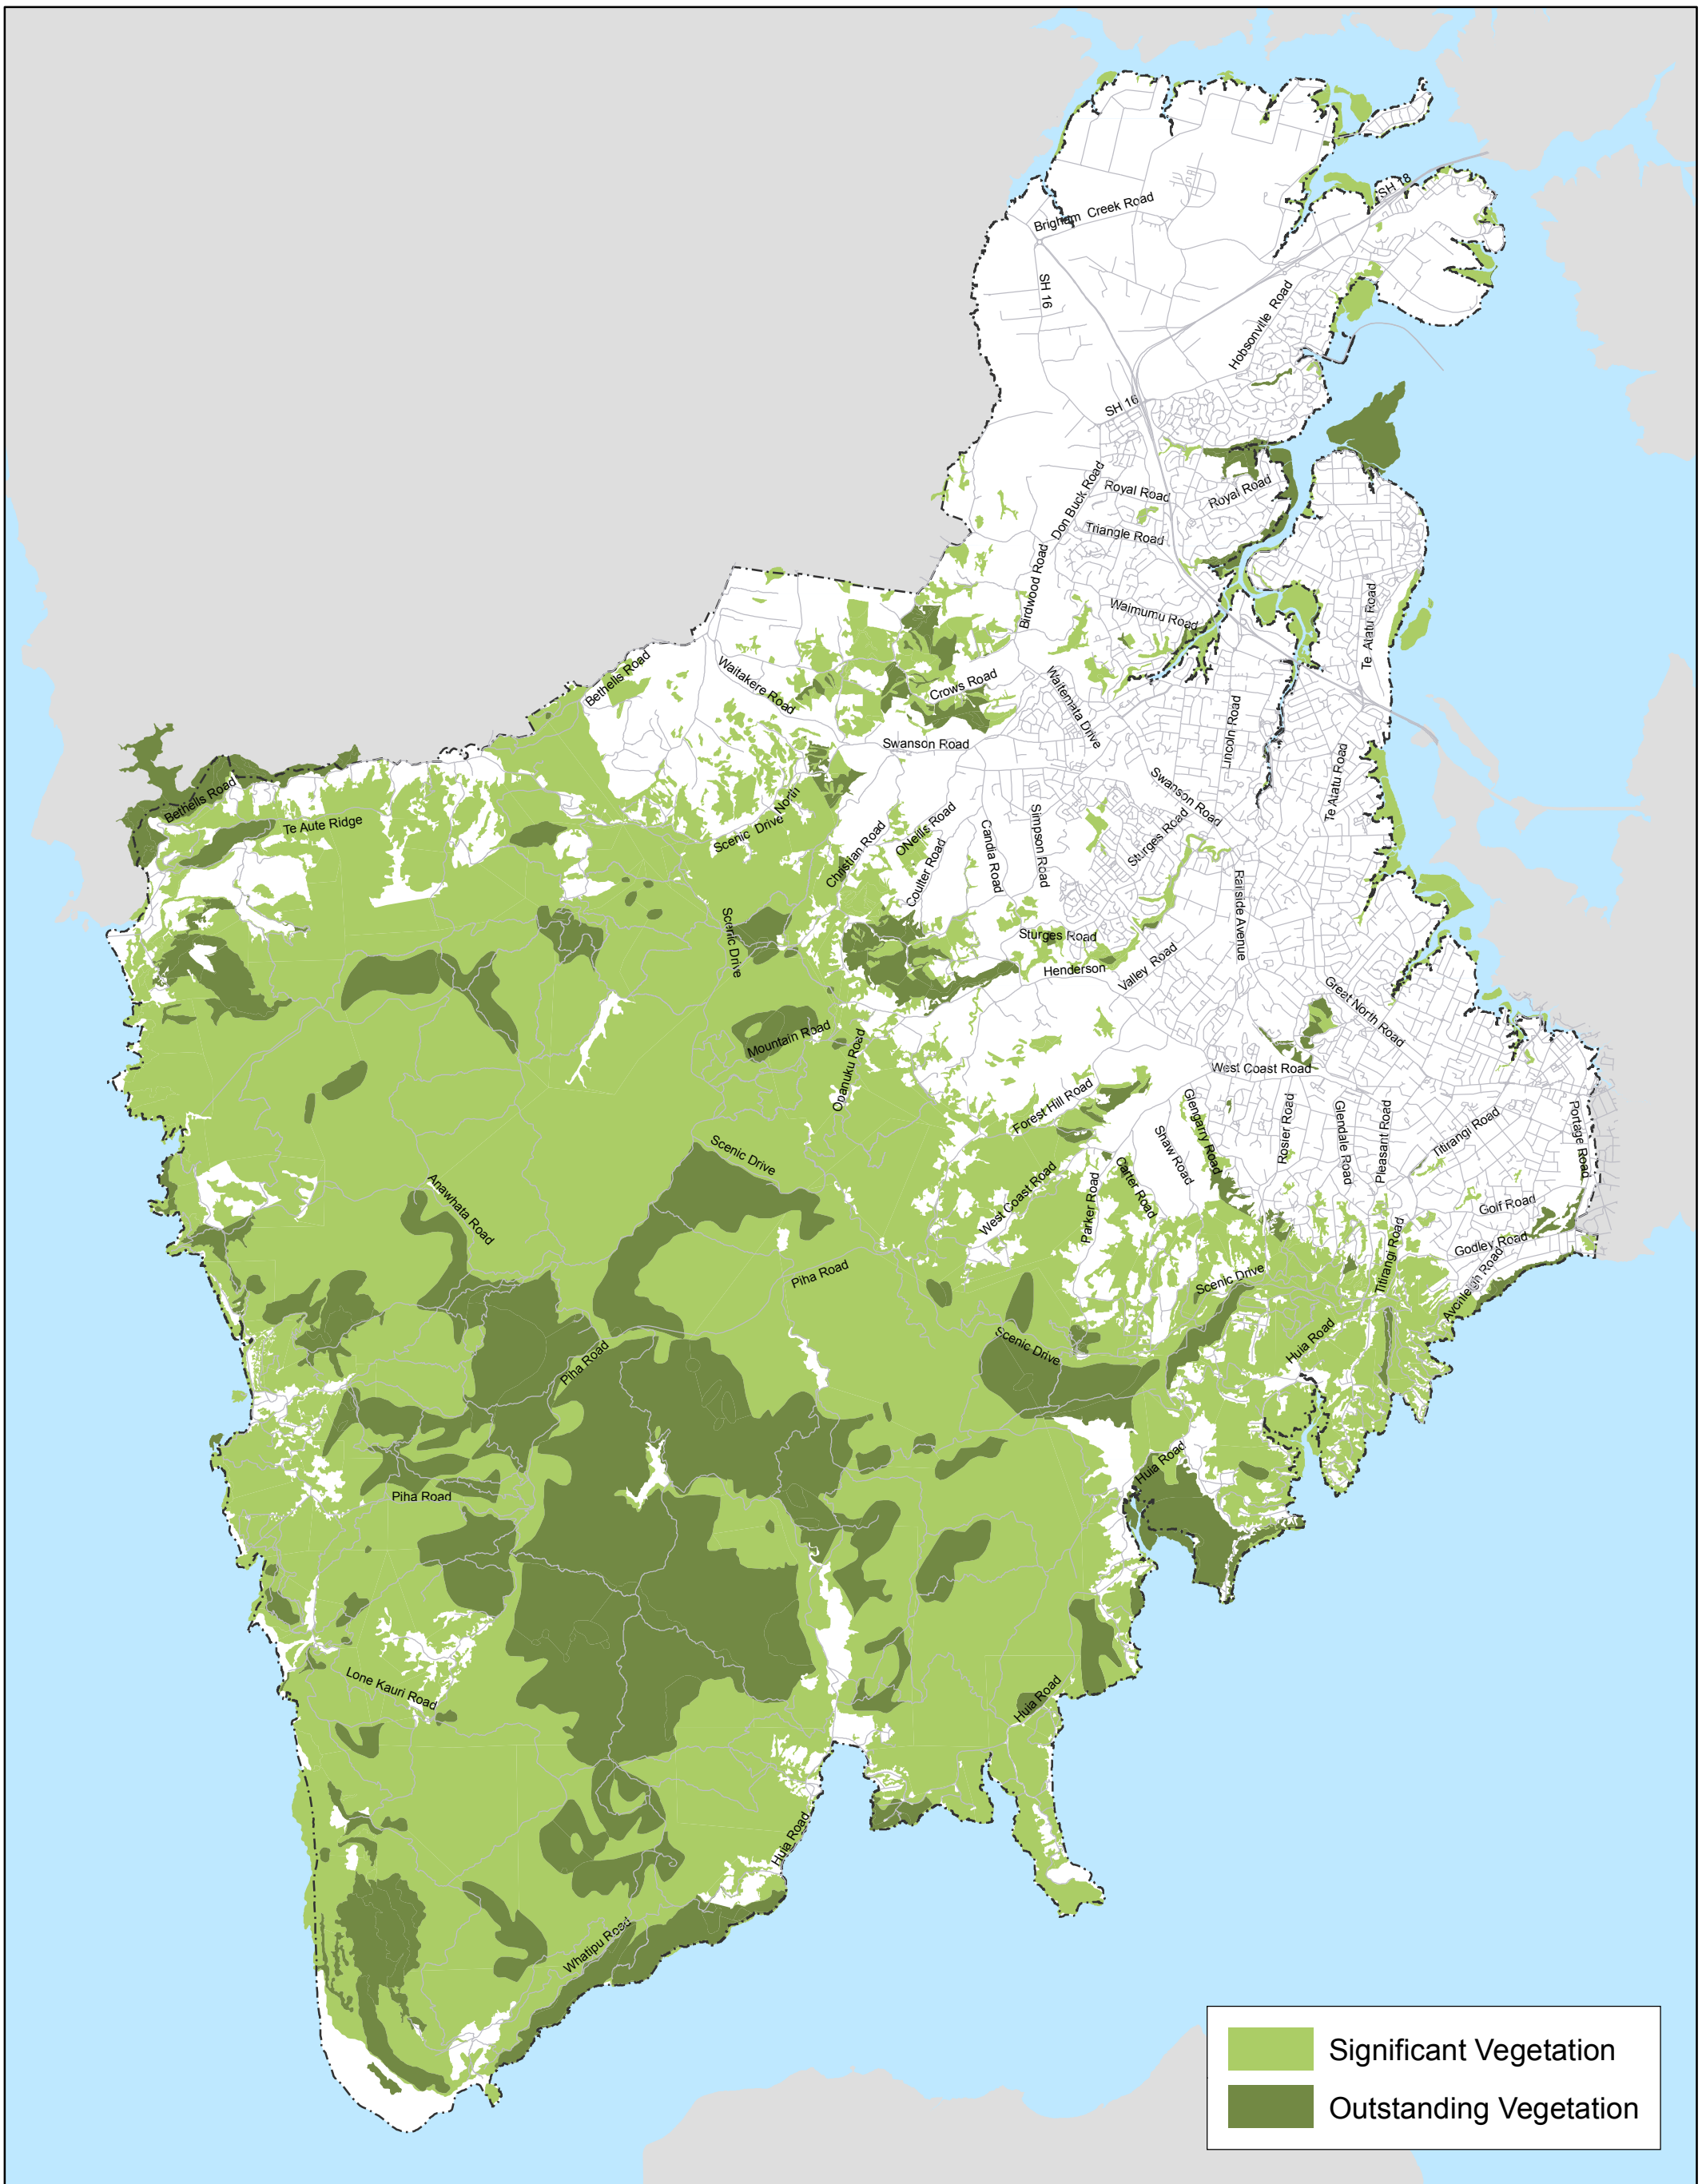 SH 18
Brigham Creek Road
SH 16
Hobsonville Road
SH 16
Don Buck Road
Royal Road
Royal Road
Triangle Road
Birdwood Road
Waimumu Road
Te Atatu Road
Bethells Road
Waitakere Road
Crows Road
Waitemata Drive
Lincoln Road
Swanson Road
Swanson Road
Te Atatu Road
Bethells Road
Te Aute Ridge
Scenic Drive North
Christian Road
ONeills Road
Coulter Road
Candia Road
Simpson Road
Sturges Road
Railside Avenue
Scenic Drive
Sturges Road
Henderson Valley Road
Great North Road
Mountain Road
Opanuku Road
West Coast Road
Forest Hill Road
Glengarry Road
Shaw Road
Rosier Road
Glendale Road
Pleasant Road
Titirangi Road
Portage Road
Scenic Drive
Anawhata Road
West Coast Road
Parker Road
Carter Road
Golf Road
Godley Road
Titirangi Road
Avonleigh Road
Piha Road
Scenic Drive
Huia Road
Scenic Drive
Piha Road
Huia Road
Piha Road
Lone Kauri Road
Huia Road
Huia Road
Whatipu Road
Significant Vegetation
Outstanding Vegetation